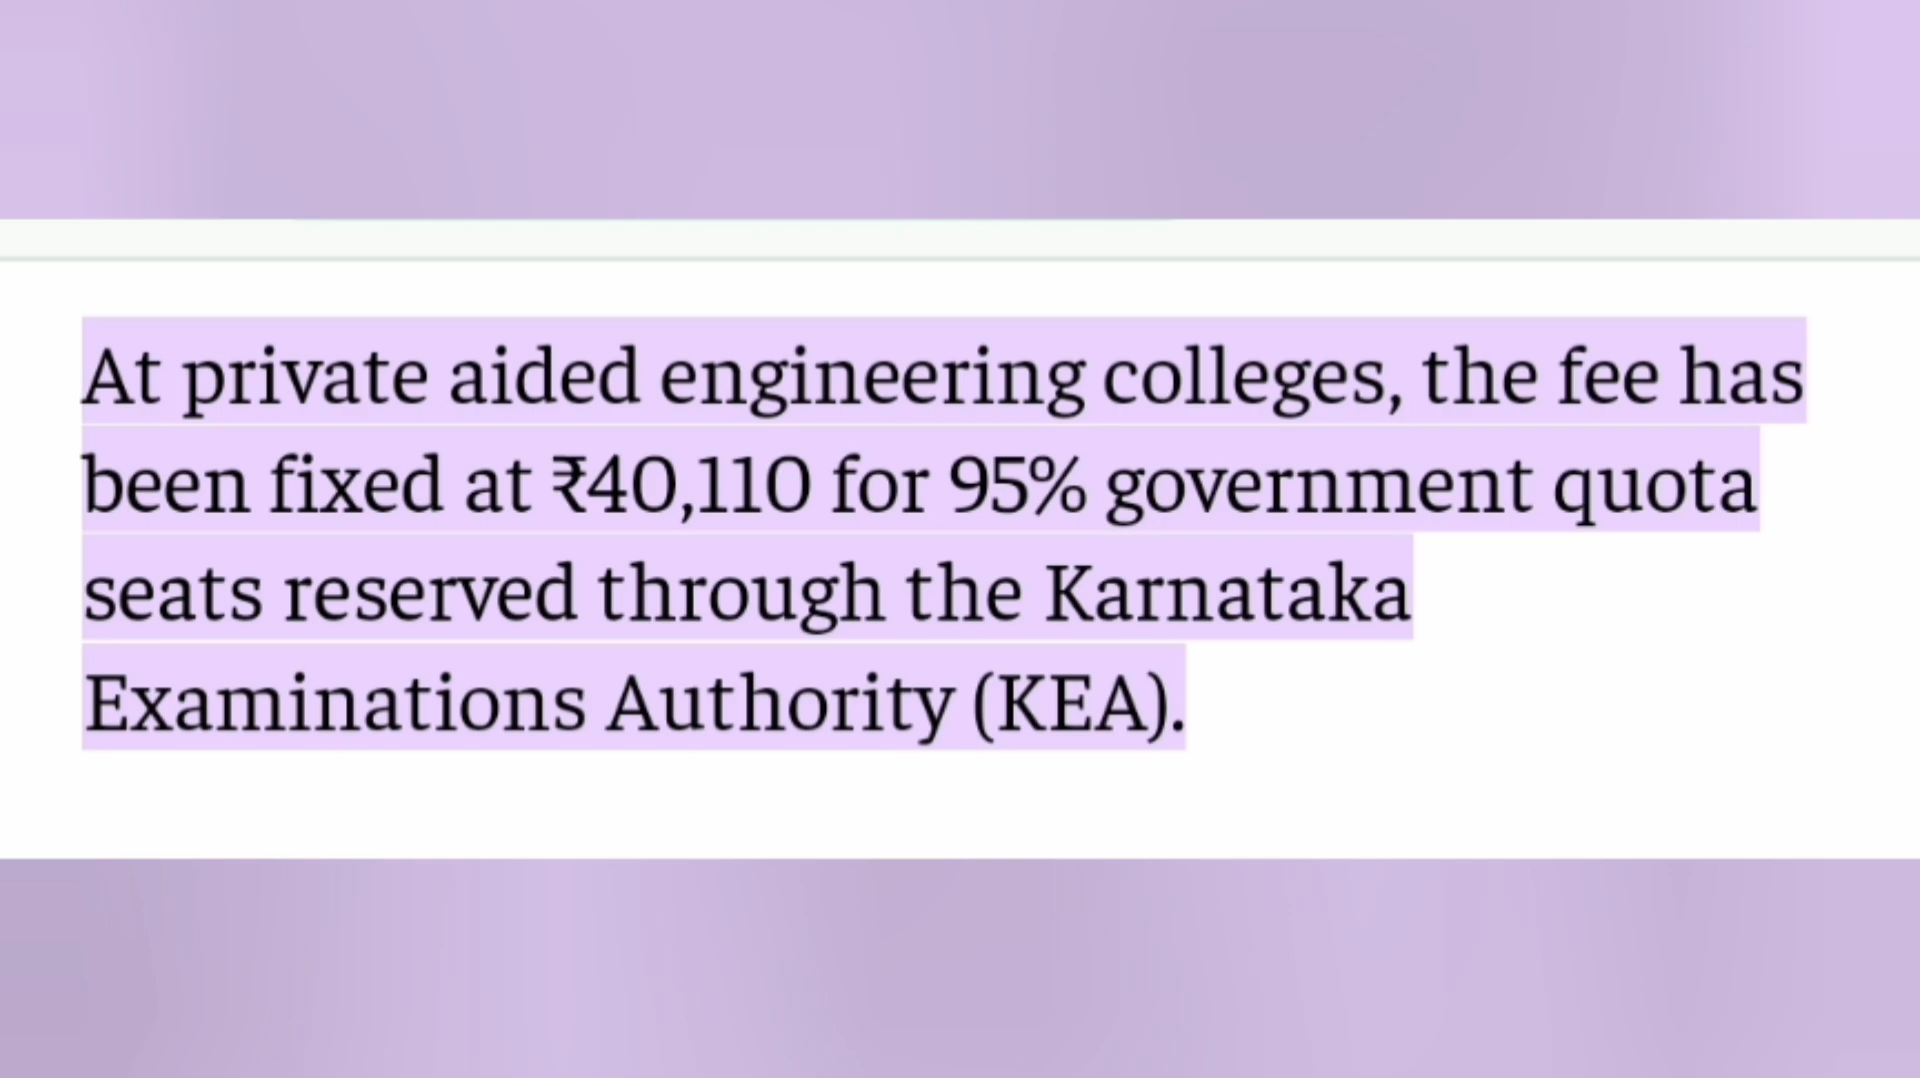 At private aided engineering colleges, the fee has
been fixed at ₹40,110 for 95% government quota
seats reserved through the Karnataka
Examinations Authority (KEA).